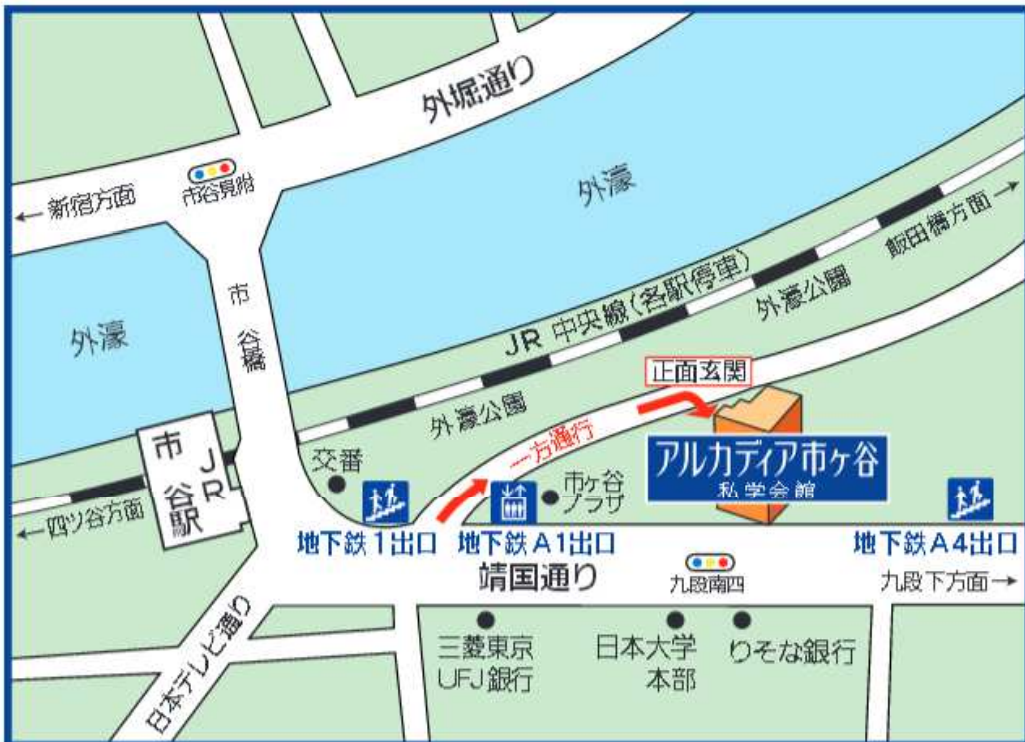 外堀通り
市谷見附
←新宿方面
外濠
飯田橋方面→
市谷橋
JR 中央線(各駅停車)
外濠公園
外濠
正面玄関
外濠公園
一方通行
アルカディア市ヶ谷
私学会館
JR
市谷駅
交番
市ヶ谷
プラザ
←四ツ谷方面
地下鉄1出口
地下鉄A1出口
地下鉄A4出口
靖国通り
九段南四
九段下方面→
日本テレビ通り
三菱東京
UFJ銀行
日本大学
本部
りそな銀行